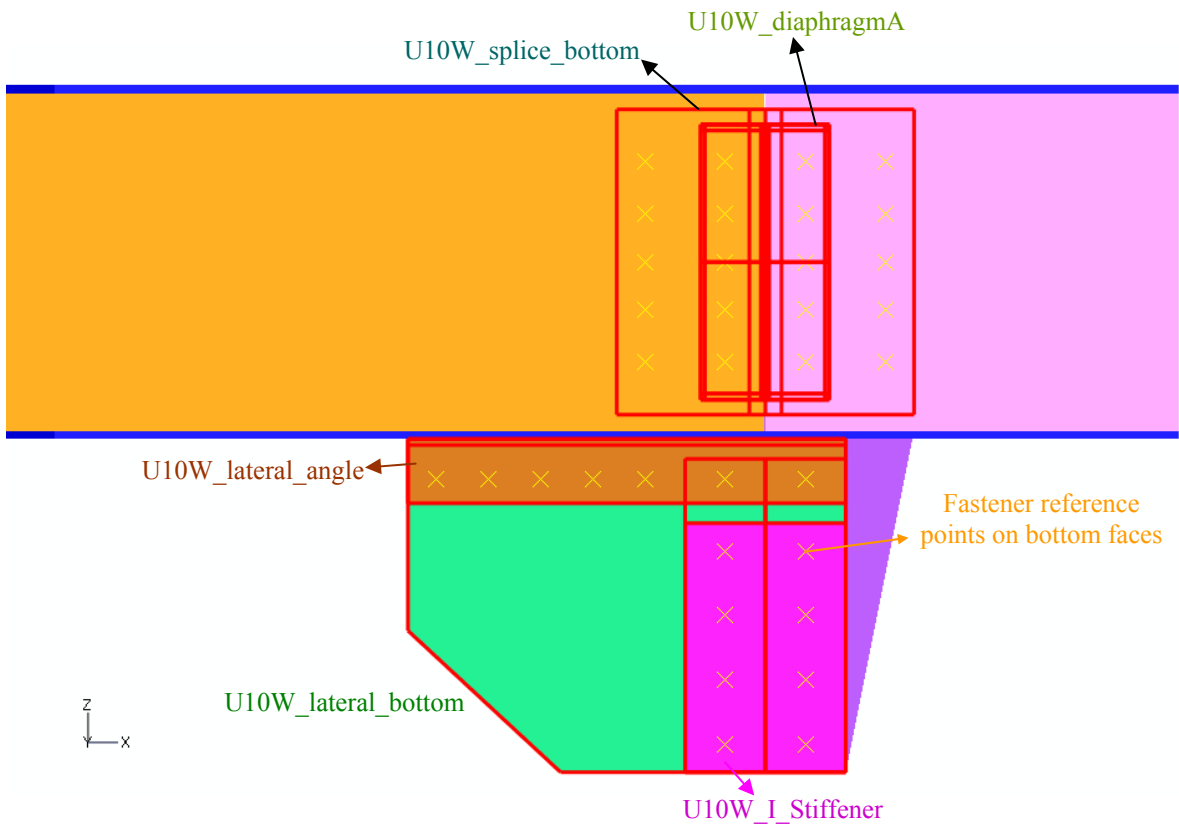 U10W_diaphragmA
U10W_splice_bottom
U10W_lateral_angle
Fastener reference
points on bottom faces
U10W_lateral_bottom
Z
Y X
U10W_I_Stiffener